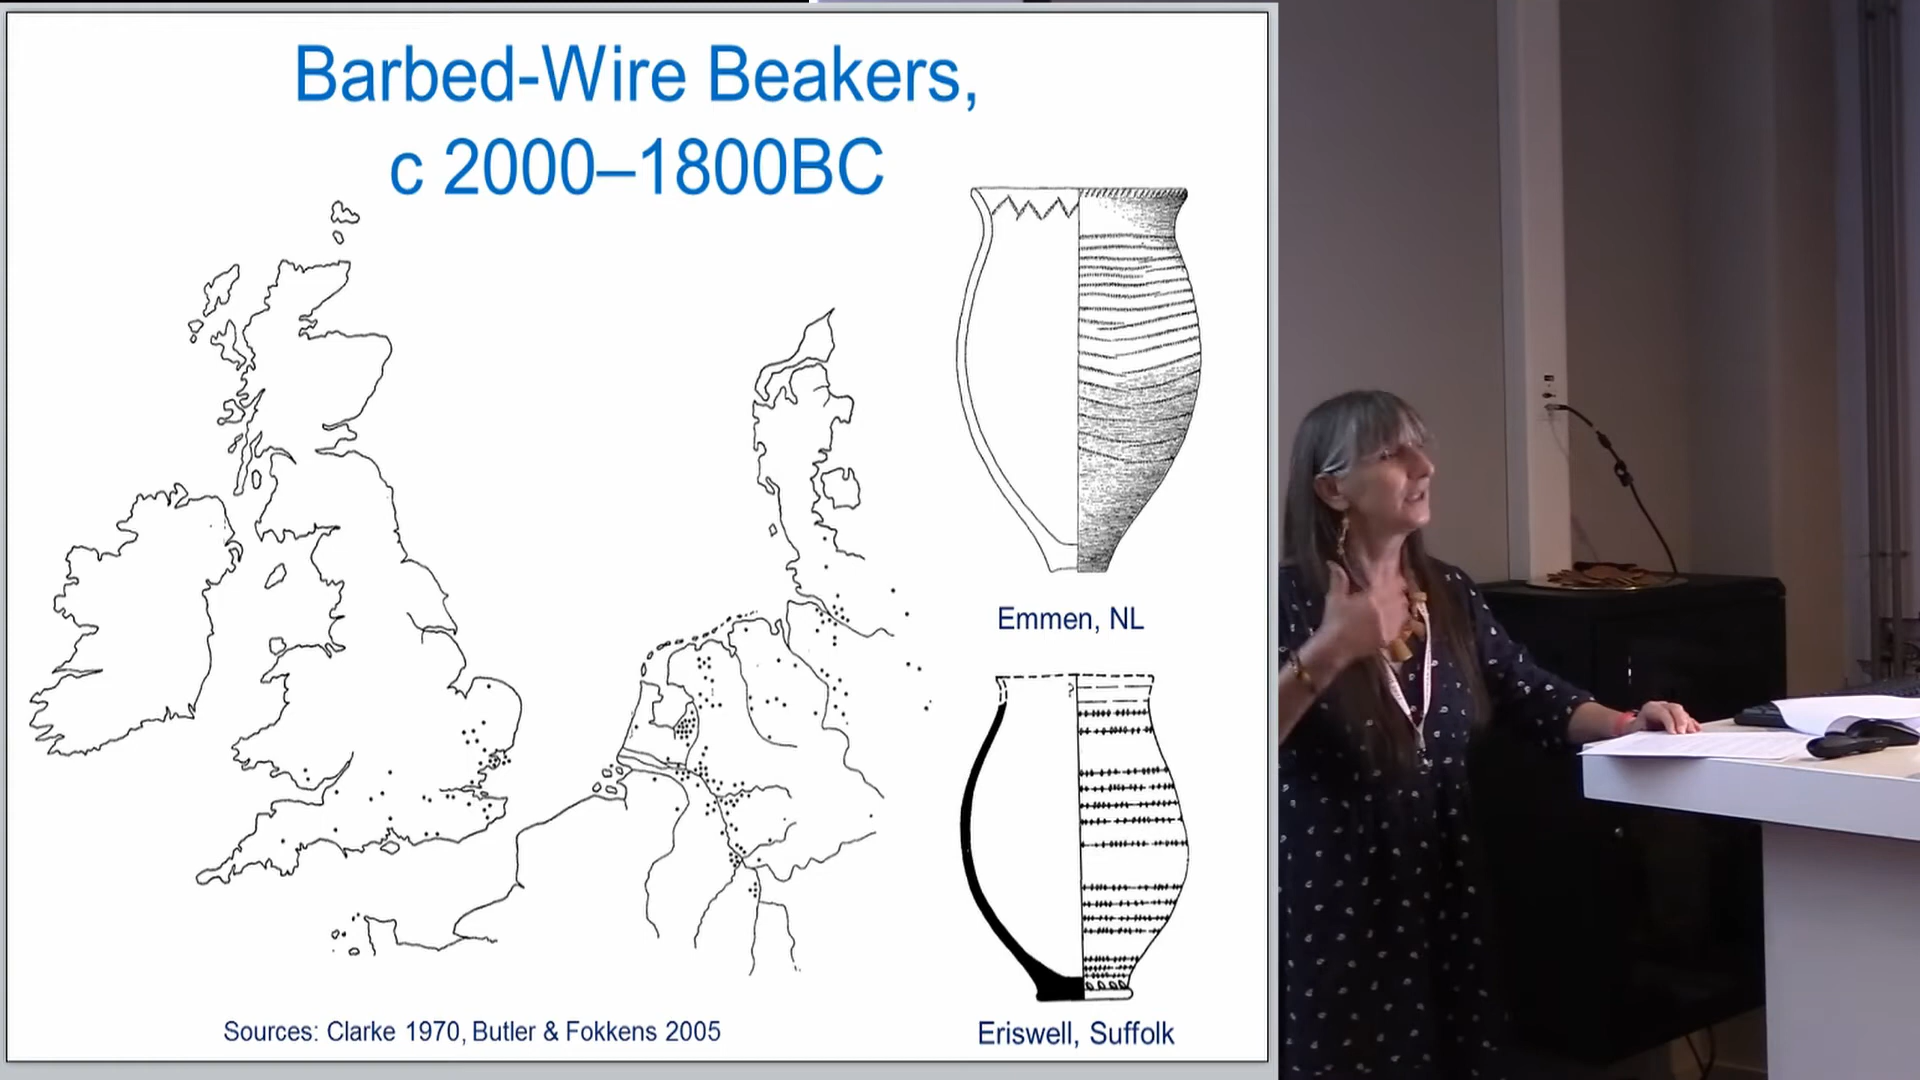 Barbed-Wire Beakers,
c 2000–1800BC
Emmen, NL
Eriswell, Suffolk
Sources: Clarke 1970, Butler & Fokkens 2005